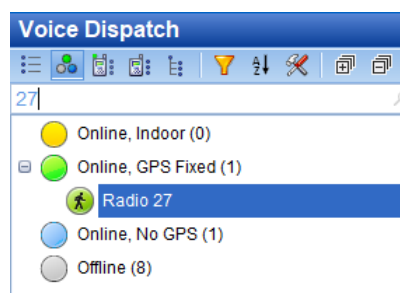 Voice Dispatch
27
Online, Indoor (0)
Online, GPS Fixed (1)
Radio 27
Online, No GPS (1)
Offline (8)